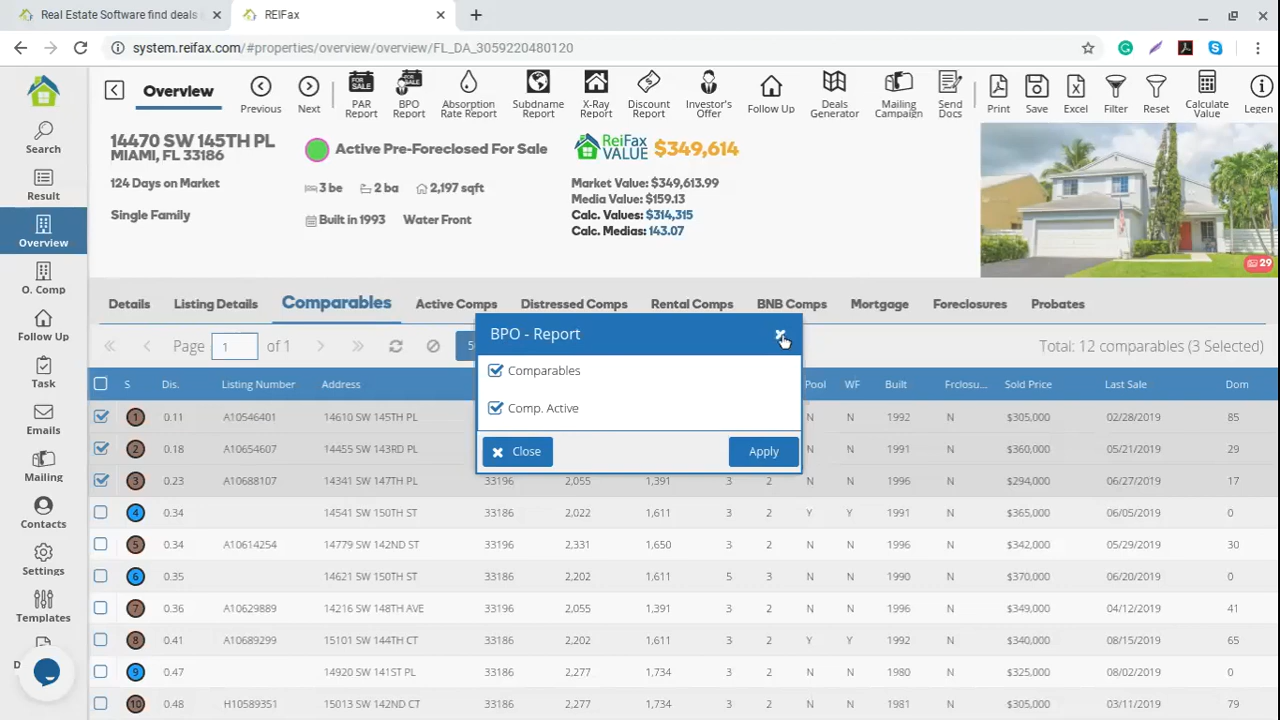 Real Estate Software find deals
REIFax
system.reifax.com/#properties/overview/overview/FL_DA_3059220480120
Overview
Previous
Next
FOR SALE
PAR Report
FOR SALE
BPO Report
Absorption Rate Report
Subdname Report
X-Ray Report
Discount Report
Investor's Offer
Follow Up
Deals Generator
Mailing Campaign
Send Docs
Print
Save
Excel
Filter
Reset
Calculate Value
Legen
Search
Result
Overview
O. Comp
Follow Up
Task
Emails
Mailing
Contacts
Settings
Templates
D
14470 SW 145TH PL
MIAMI, FL 33186
124 Days on Market
Single Family
Active Pre-Foreclosed For Sale
3 be 2 ba 2,197 sqft
Built in 1993 Water Front
ReiFax VALUE $349,614
Market Value: $349,613.99
Media Value: $159.13
Calc. Values: $314,315
Calc. Medias: 143.07
29
Details Listing Details Comparables Active Comps Distressed Comps Rental Comps BNB Comps Mortgage Foreclosures Probates
Page 1 of 1 5 Total: 12 comparables (3 Selected)
BPO - Report
Comparables
Comp. Active
Close Apply
S Dis. Listing Number Address Pool WF Built Frclosu... Sold Price Last Sale Dom
1 0.11 A10546401 14610 SW 145TH PL N N 1992 N $305,000 02/28/2019 85
2 0.18 A10654607 14455 SW 143RD PL N N 1991 N $360,000 05/21/2019 29
3 0.23 A10688107 14341 SW 147TH PL 33196 2,055 1,391 3 2 N N 1996 N $294,000 06/27/2019 17
4 0.34 14541 SW 150TH ST 33186 2,022 1,611 3 2 Y Y 1991 N $365,000 06/05/2019 0
5 0.34 A10614254 14779 SW 142ND ST 33196 2,331 1,650 3 2 N N 1996 N $342,000 05/29/2019 30
6 0.35 14621 SW 150TH ST 33186 2,202 1,611 5 3 N N 1990 N $370,000 06/20/2019 0
7 0.36 A10629889 14216 SW 148TH AVE 33196 2,055 1,391 3 2 N N 1996 N $349,000 04/12/2019 41
8 0.41 A10689299 15101 SW 144TH CT 33186 2,202 1,611 3 2 Y Y 1992 N $340,000 08/15/2019 65
9 0.47 14920 SW 141ST PL 33186 2,277 1,734 3 2 N N 1980 N $325,000 08/02/2019 0
10 0.48 H10589351 15013 SW 142ND CT 33186 2,277 1,734 3 2 N N 1981 N $315,000 03/11/2019 79